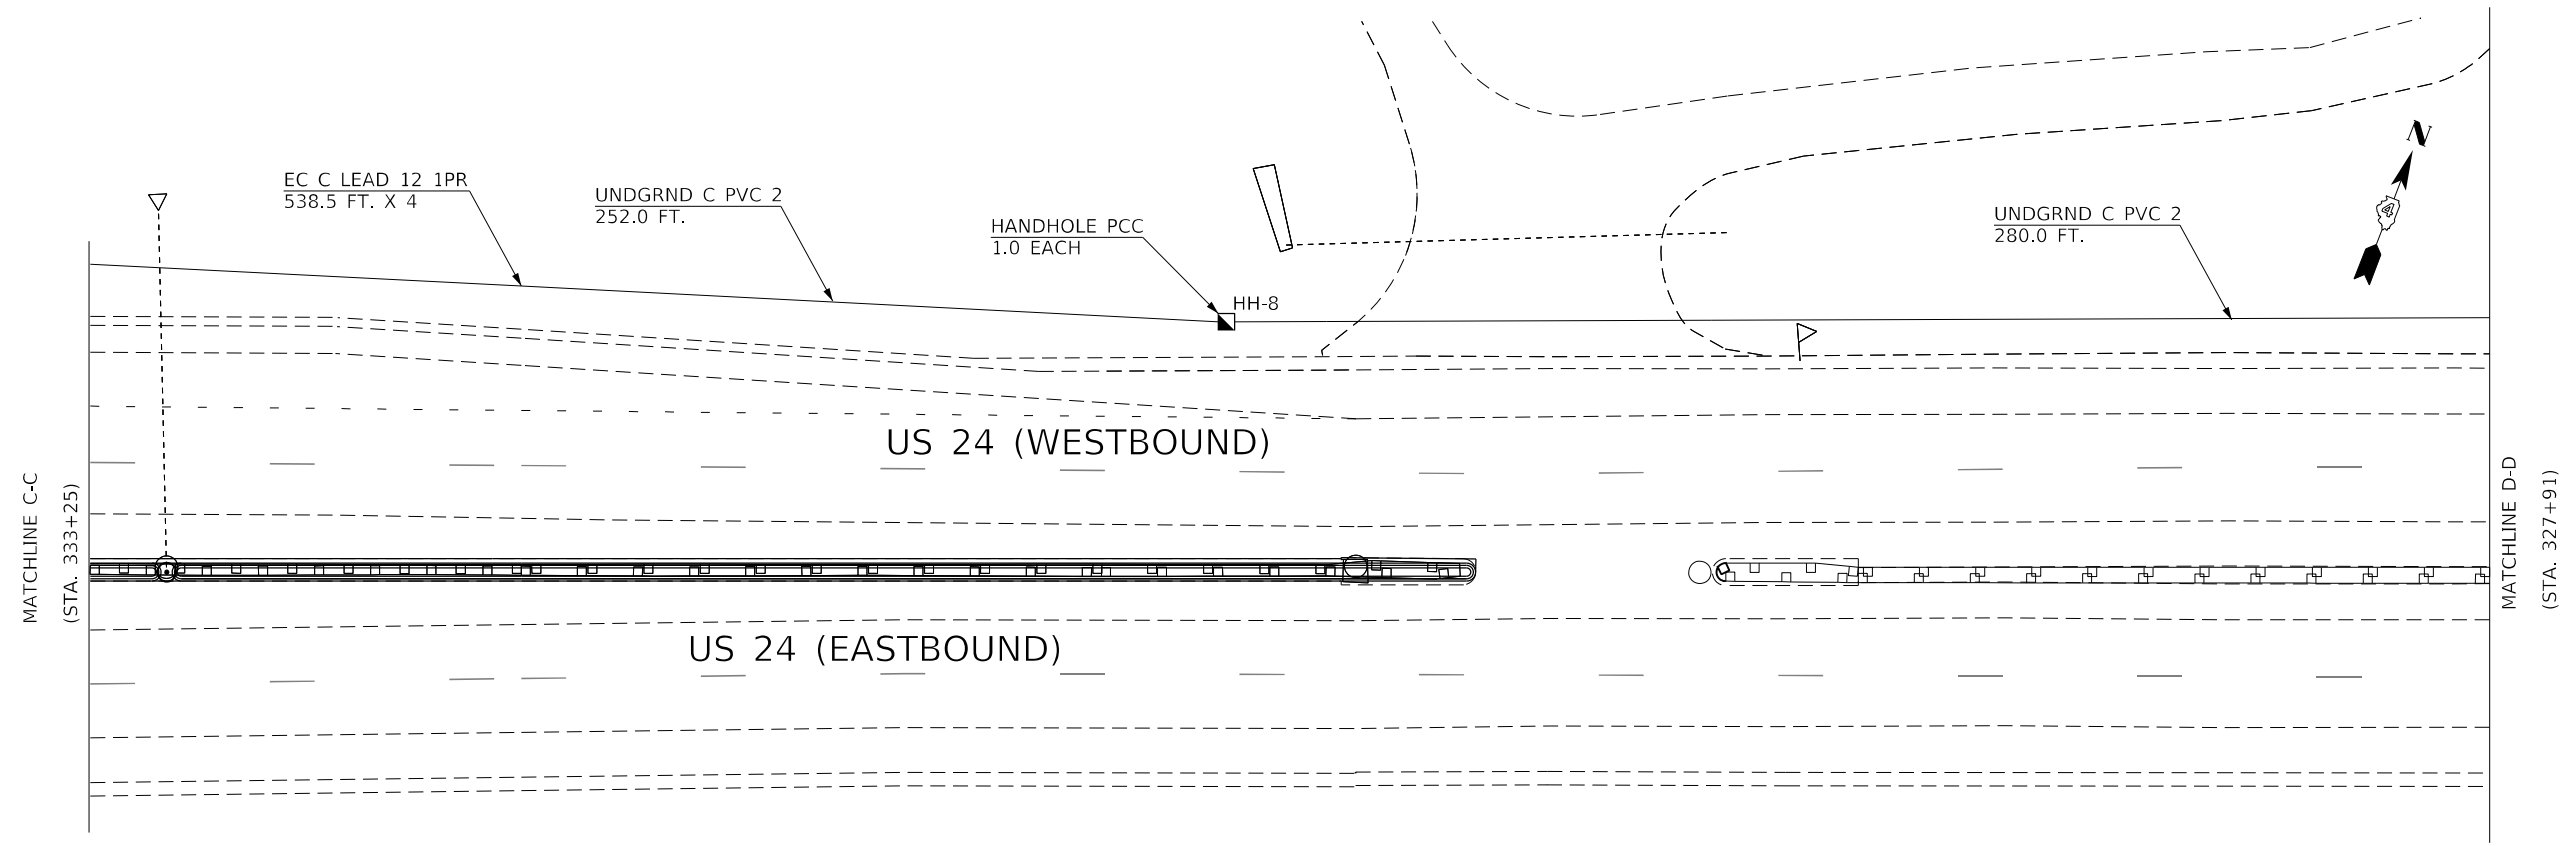 N
4
EC C LEAD 12 1PR
538.5 FT. X 4
UNDGRND C PVC 2
252.0 FT.
HANDHOLE PCC
1.0 EACH
UNDGRND C PVC 2
280.0 FT.
HH-8
US 24 (WESTBOUND)
US 24 (EASTBOUND)
MATCHLINE C-C
(STA. 333+25)
MATCHLINE D-D
(STA. 327+91)